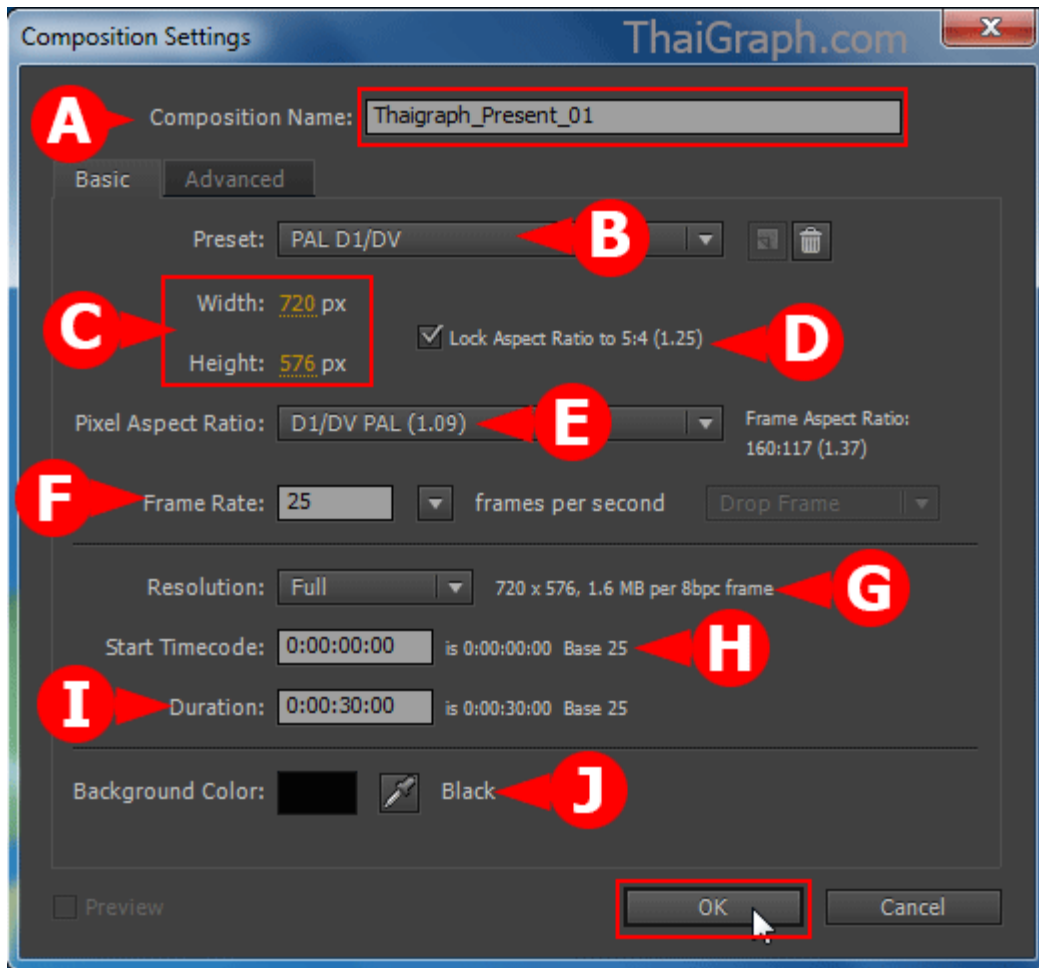 Composition Settings
ThaiGraph.com
X
A
Composition Name: Thaigraph_Present_01
Basic Advanced
Preset: PAL D1/DV
B
Width: 720 px
C
Lock Aspect Ratio to 5:4 (1.25)
D
Height: 576 px
Pixel Aspect Ratio: D1/DV PAL (1.09)
E
Frame Aspect Ratio:
160:117 (1.37)
F
Frame Rate: 25 frames per second Drop Frame
Resolution: Full 720 x 576, 1.6 MB per 8bpc frame
G
Start Timecode: 0:00:00:00 is 0:00:00:00 Base 25
H
I
Duration: 0:00:30:00 is 0:00:30:00 Base 25
Background Color: Black
J
Preview OK Cancel